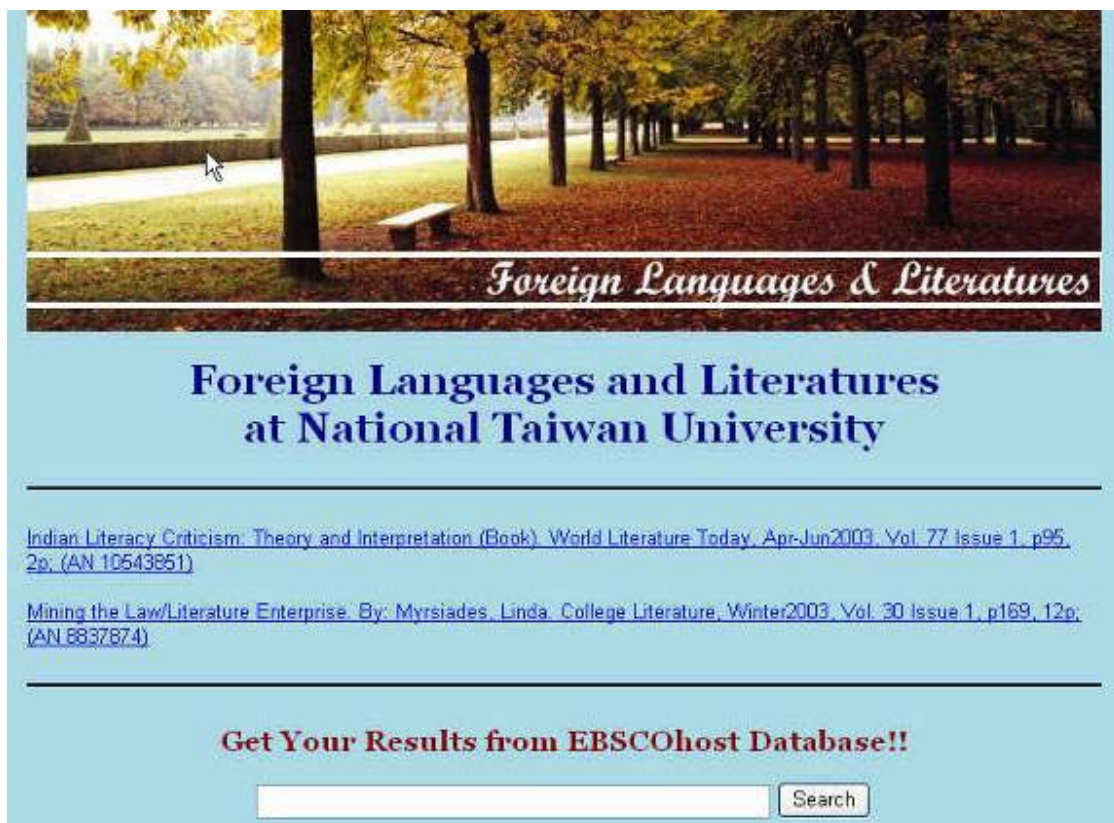 Foreign Languages & Literatures
Foreign Languages and Literatures
at National Taiwan University
Indian Literacy Criticism: Theory and Interpretation (Book). World Literature Today, Apr-Jun2003, Vol. 77 Issue 1, p95,
2p; (AN 10543851)
Mining the Law/Literature Enterprise. By: Myrsiades, Linda. College Literature, Winter2003, Vol. 30 Issue 1, p169, 12p;
(AN 8837874)
Get Your Results from EBSCOhost Database!!
Search